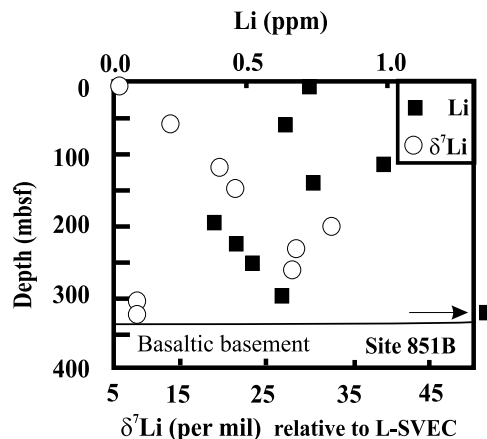 Li (ppm)
0.0 0.5 1.0
0
100
200
300
400
Depth (mbsf)
Li
δ⁷Li
Basaltic basement Site 851B
5 15 25 35 45
δ⁷Li (per mil) relative to L-SVEC